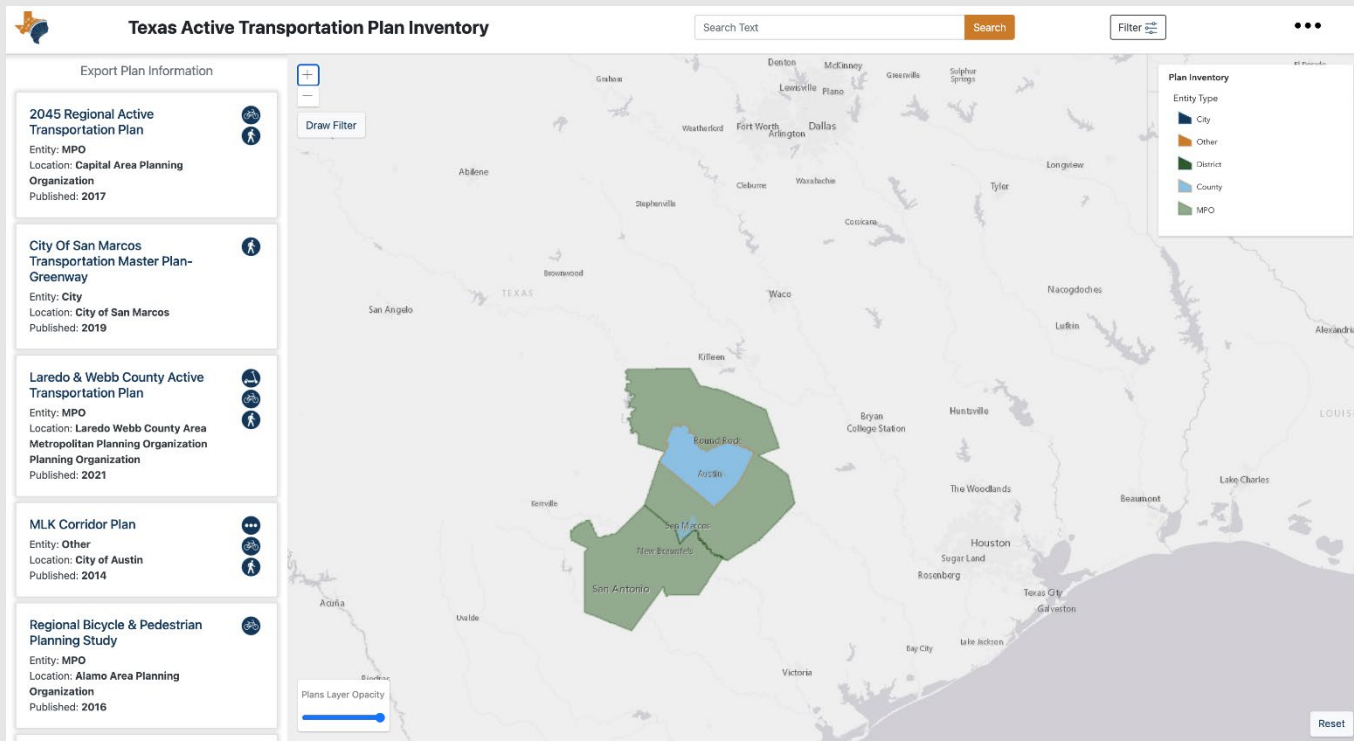 Texas Active Transportation Plan Inventory
Search Text
Search
Filter
Export Plan Information
2045 Regional Active
Transportation Plan
Entity: MPO
Location: Capital Area Planning
Organization
Published: 2017
City Of San Marcos
Transportation Master Plan-
Greenway
Entity: City
Location: City of San Marcos
Published: 2019
Laredo & Webb County Active
Transportation Plan
Entity: MPO
Location: Laredo Webb County Area
Metropolitan Planning Organization
Planning Organization
Published: 2021
MLK Corridor Plan
Entity: Other
Location: City of Austin
Published: 2014
Regional Bicycle & Pedestrian
Planning Study
Entity: MPO
Location: Alamo Area Planning
Organization
Published: 2016
+
−
Draw Filter
Denton
McKinney
Greenville
Sulphur
Springs
El Dorado
Graham
Lewisville
Plano
Weatherford
Fort Worth
Dallas
Arlington
Abilene
Cleburne
Waxahachie
Longview
Tyler
Stephenville
Corsicana
Brownwood
TEXAS
Waco
Nacogdoches
San Angelo
Lufkin
Alexandria
Killeen
Bryan
College Station
Huntsville
LOUIS
Round Rock
Austin
Lake Charles
The Woodlands
Beaumont
Kerrville
San Marcos
New Braunfels
Houston
Sugar Land
San Antonio
Rosenberg
Texas City
Galveston
Acuña
Uvalde
Lake Jackson
Bay City
Victoria
Plan Inventory
Entity Type
City
Other
District
County
MPO
Plans Layer Opacity
Reset